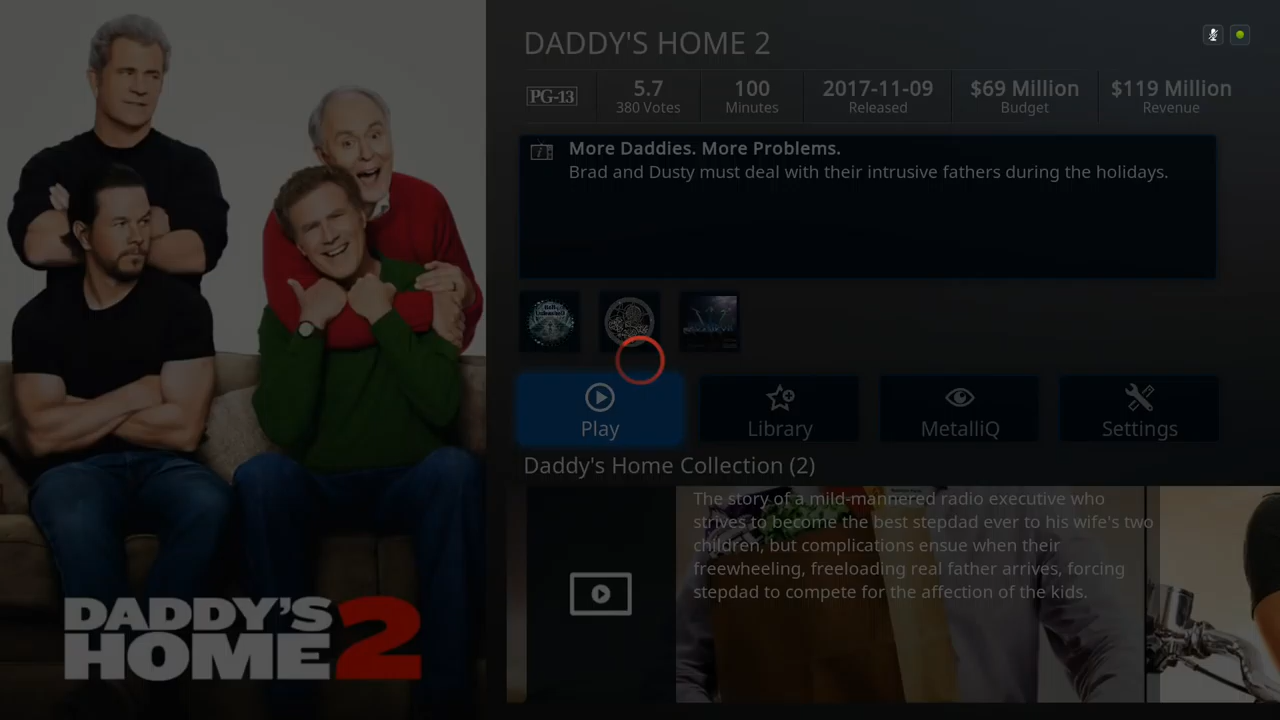 DADDY'S HOME 2
PG-13
5.7
380 Votes
100
Minutes
2017-11-09
Released
$69 Million
Budget
$119 Million
Revenue
More Daddies. More Problems.
Brad and Dusty must deal with their intrusive fathers during the holidays.
Play
Library
MetalliQ
Settings
Daddy's Home Collection (2)
The story of a mild-mannered radio executive who
strives to become the best stepdad ever to his wife's two
children, but complications ensue when their
freewheeling, freeloading real father arrives, forcing
stepdad to compete for the affection of the kids.
DADDY'S
HOME 2